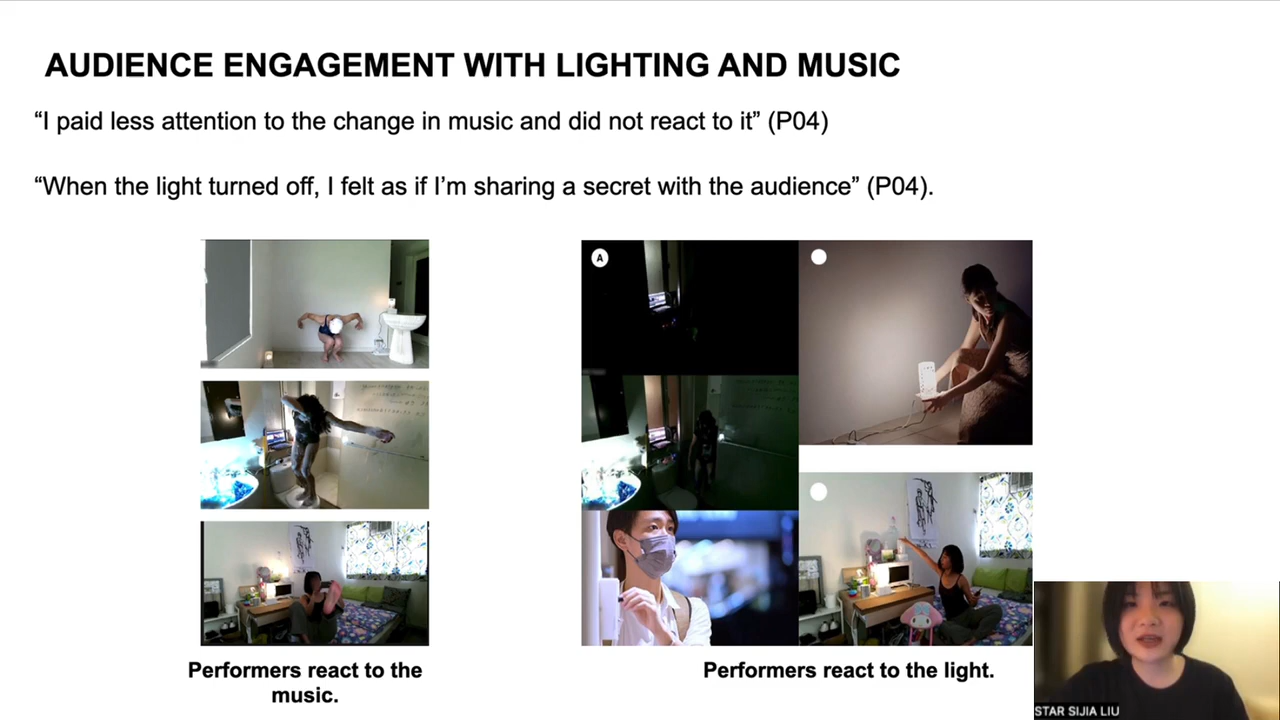 AUDIENCE ENGAGEMENT WITH LIGHTING AND MUSIC
“I paid less attention to the change in music and did not react to it” (P04)
“When the light turned off, I felt as if I’m sharing a secret with the audience” (P04).
A
Performers react to the
music.
Performers react to the light.
STAR SIJIA LIU